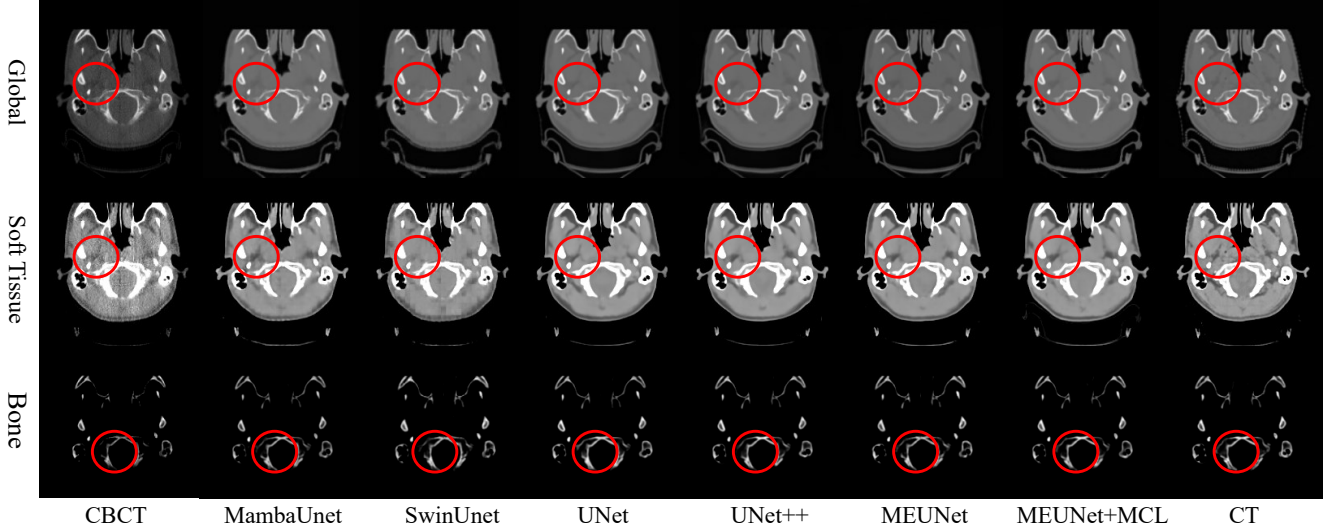 Global
Soft Tissue
Bone
CBCT MambaUnet SwinUnet UNet UNet++ MEUNet MEUNet+MCL CT